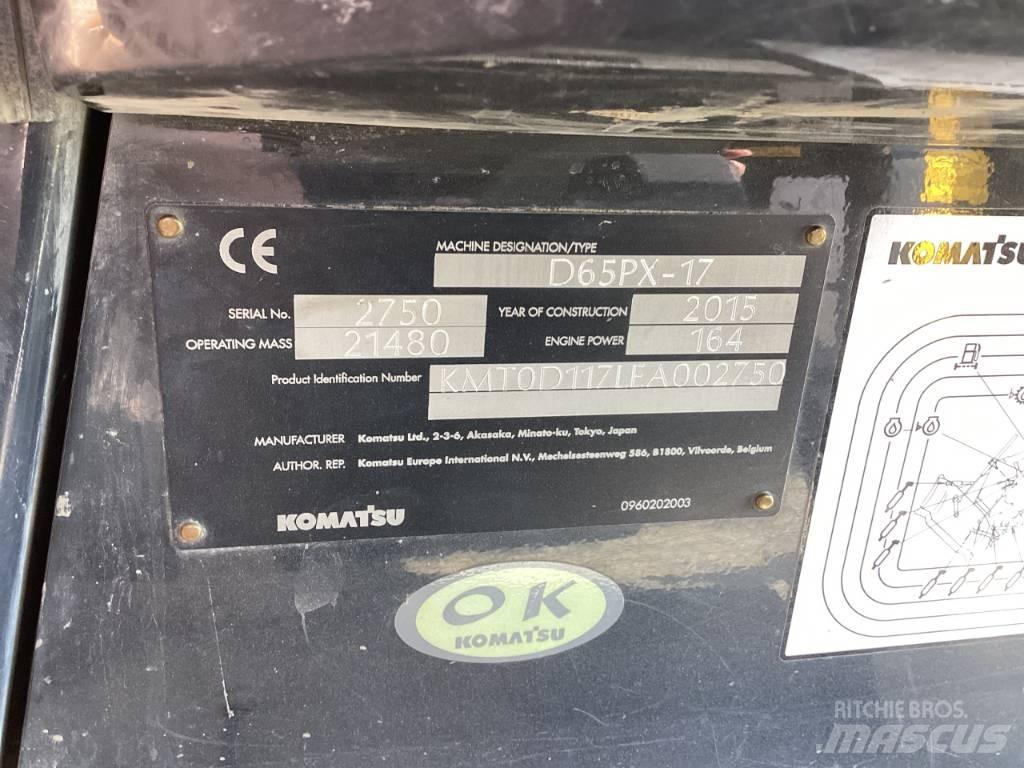 CE
MACHINE DESIGNATION/TYPE
D65PX-17
SERIAL No. 2750 YEAR OF CONSTRUCTION 2015
OPERATING MASS 21480 ENGINE POWER 164
Product Identification Number KMT0D117LFA002750
MANUFACTURER Komatsu Ltd., 2-3-6, Akasaka, Minato-ku, Tokyo, Japan
AUTHOR. REP. Komatsu Europe International N.V., Mechelsesteenweg 586, B1800, Vilvoorde, Belgium
KOMATSU 0960202003
OK
KOMATSU
KOMATSU
RITCHIE BROS.
MASCUS